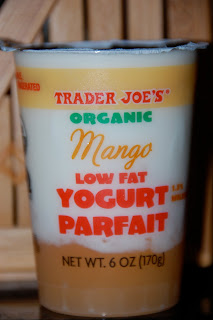 TRADER JOE'S®
ORGANIC
Mango
LOW FAT
YOGURT
PARFAIT
NET WT. 6 OZ (170g)